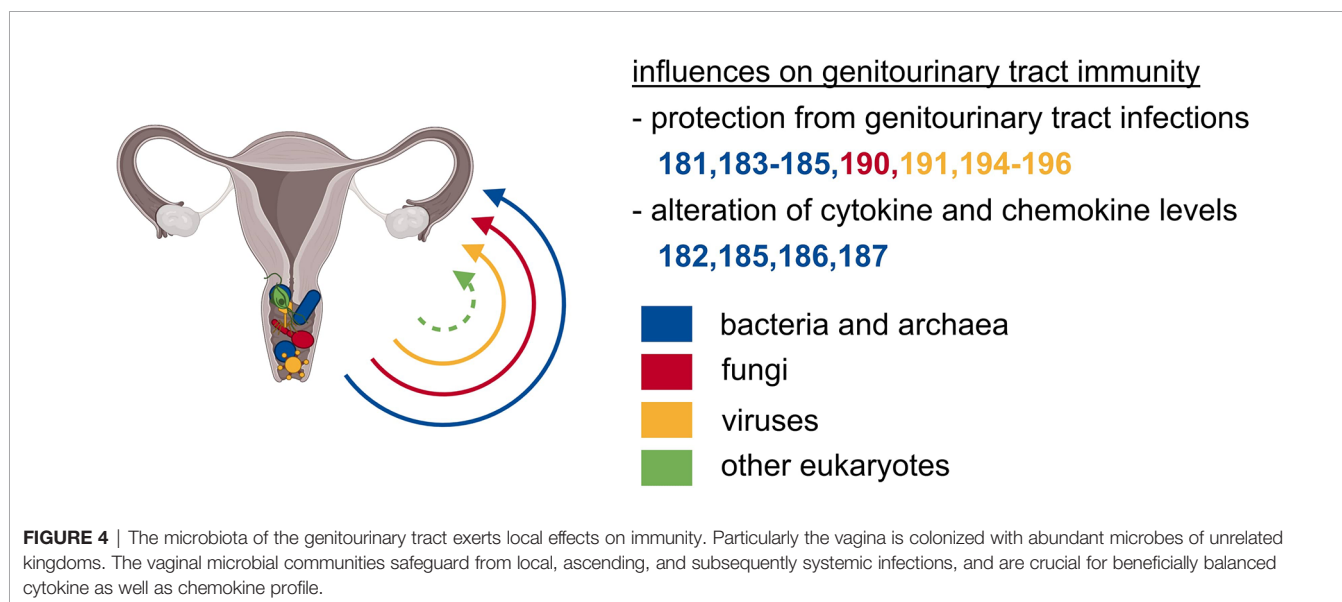 influences on genitourinary tract immunity
- protection from genitourinary tract infections
181,183-185,190,191,194-196
- alteration of cytokine and chemokine levels
182,185,186,187
bacteria and archaea
fungi
viruses
other eukaryotes
FIGURE 4 | The microbiota of the genitourinary tract exerts local effects on immunity. Particularly the vagina is colonized with abundant microbes of unrelated
kingdoms. The vaginal microbial communities safeguard from local, ascending, and subsequently systemic infections, and are crucial for beneficially balanced
cytokine as well as chemokine profile.